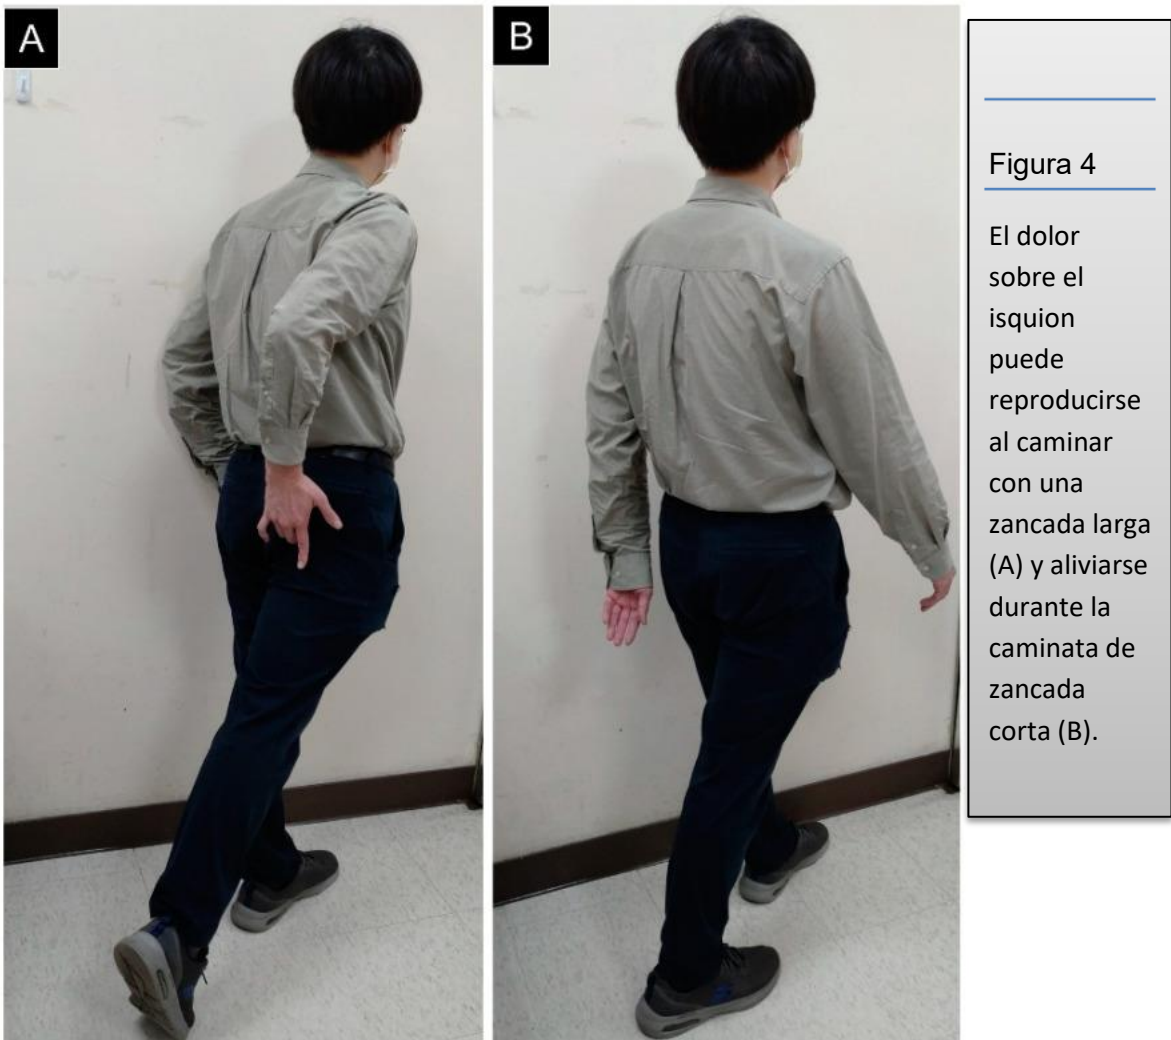 A
B
Figura 4
El dolor
sobre el
isquion
puede
reproducirse
al caminar
con una
zancada larga
(A) y aliviarse
durante la
caminata de
zancada
corta (B).